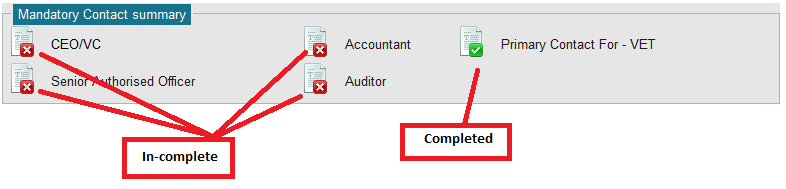 Mandatory Contact summary
CEO/VC Accountant Primary Contact For - VET
Senior Authorised Officer Auditor
In-complete Completed